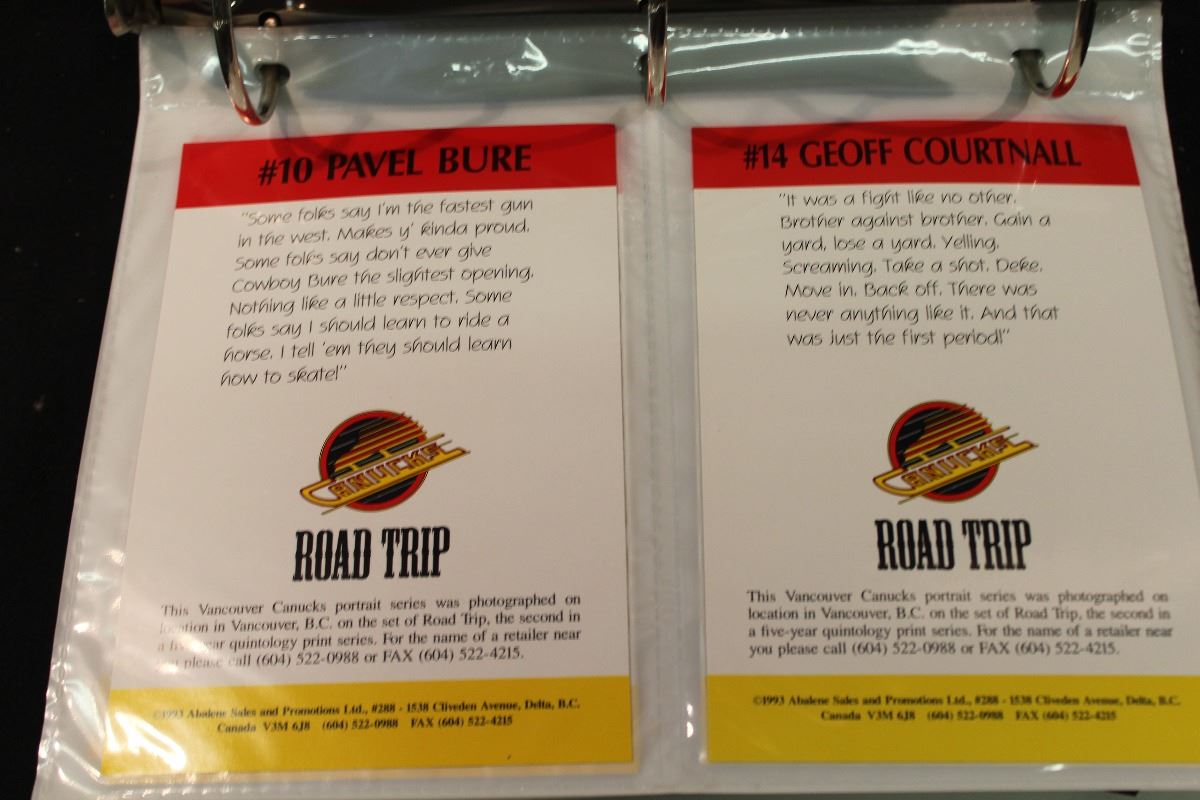 #10 PAVEL BURE
"Some folks say I'm the fastest gun
in the west. Makes y' kinda proud.
Some folks say don't ever give
Cowboy Bure the slightest opening.
Nothing like a little respect. Some
folks say I should learn to ride a
horse. I tell 'em they should learn
how to skate!"
CANUCKS
ROAD TRIP
This Vancouver Canucks portrait series was photographed on
location in Vancouver, B.C. on the set of Road Trip, the second in
a five-year quintology print series. For the name of a retailer near
you please call (604) 522-0988 or FAX (604) 522-4215.
©1993 Abalene Sales and Promotions Ltd., #288 - 1538 Cliveden Avenue, Delta, B.C.
Canada V3M 6J8 (604) 522-0988 FAX (604) 522-4215
#14 GEOFF COURTNALL
"It was a fight like no other.
Brother against brother. Gain a
yard, lose a yard. Yelling.
Screaming. Take a shot. Deke.
Move in. Back off. There was
never anything like it. And that
was just the first period!"
CANUCKS
ROAD TRIP
This Vancouver Canucks portrait series was photographed on
location in Vancouver, B.C. on the set of Road Trip, the second in
a five-year quintology print series. For the name of a retailer near
you please call (604) 522-0988 or FAX (604) 522-4215.
©1993 Abalene Sales and Promotions Ltd., #288 - 1538 Cliveden Avenue, Delta, B.C.
Canada V3M 6J8 (604) 522-0988 FAX (604) 522-4215